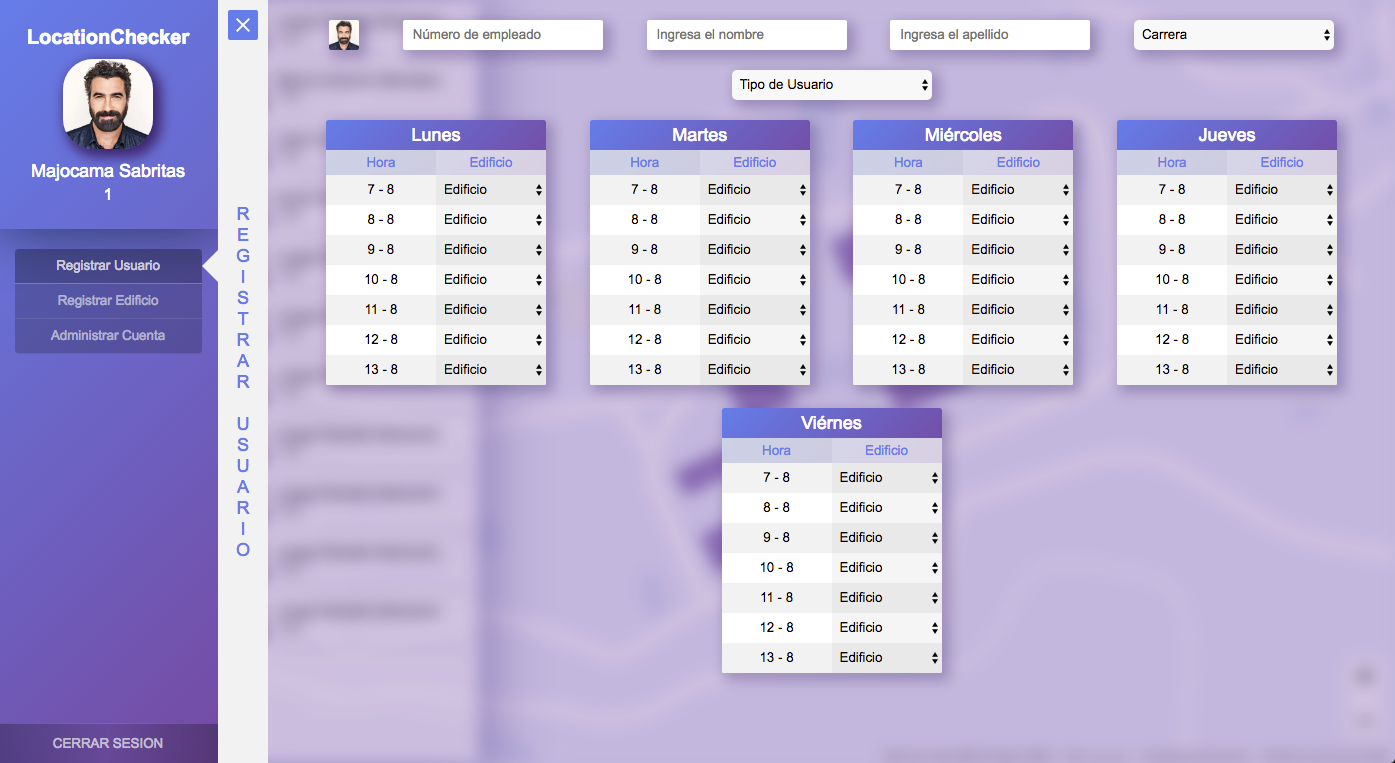 LocationChecker
Majocama Sabritas
1
Registrar Usuario
Registrar Edificio
Administrar Cuenta
CERRAR SESION
REGISTRAR USUARIO
Número de empleado
Ingresa el nombre
Ingresa el apellido
Carrera
Tipo de Usuario
Lunes
Hora Edificio
7 - 8 Edificio
8 - 8 Edificio
9 - 8 Edificio
10 - 8 Edificio
11 - 8 Edificio
12 - 8 Edificio
13 - 8 Edificio
Martes
Hora Edificio
7 - 8 Edificio
8 - 8 Edificio
9 - 8 Edificio
10 - 8 Edificio
11 - 8 Edificio
12 - 8 Edificio
13 - 8 Edificio
Miércoles
Hora Edificio
7 - 8 Edificio
8 - 8 Edificio
9 - 8 Edificio
10 - 8 Edificio
11 - 8 Edificio
12 - 8 Edificio
13 - 8 Edificio
Jueves
Hora Edificio
7 - 8 Edificio
8 - 8 Edificio
9 - 8 Edificio
10 - 8 Edificio
11 - 8 Edificio
12 - 8 Edificio
13 - 8 Edificio
Viérnes
Hora Edificio
7 - 8 Edificio
8 - 8 Edificio
9 - 8 Edificio
10 - 8 Edificio
11 - 8 Edificio
12 - 8 Edificio
13 - 8 Edificio